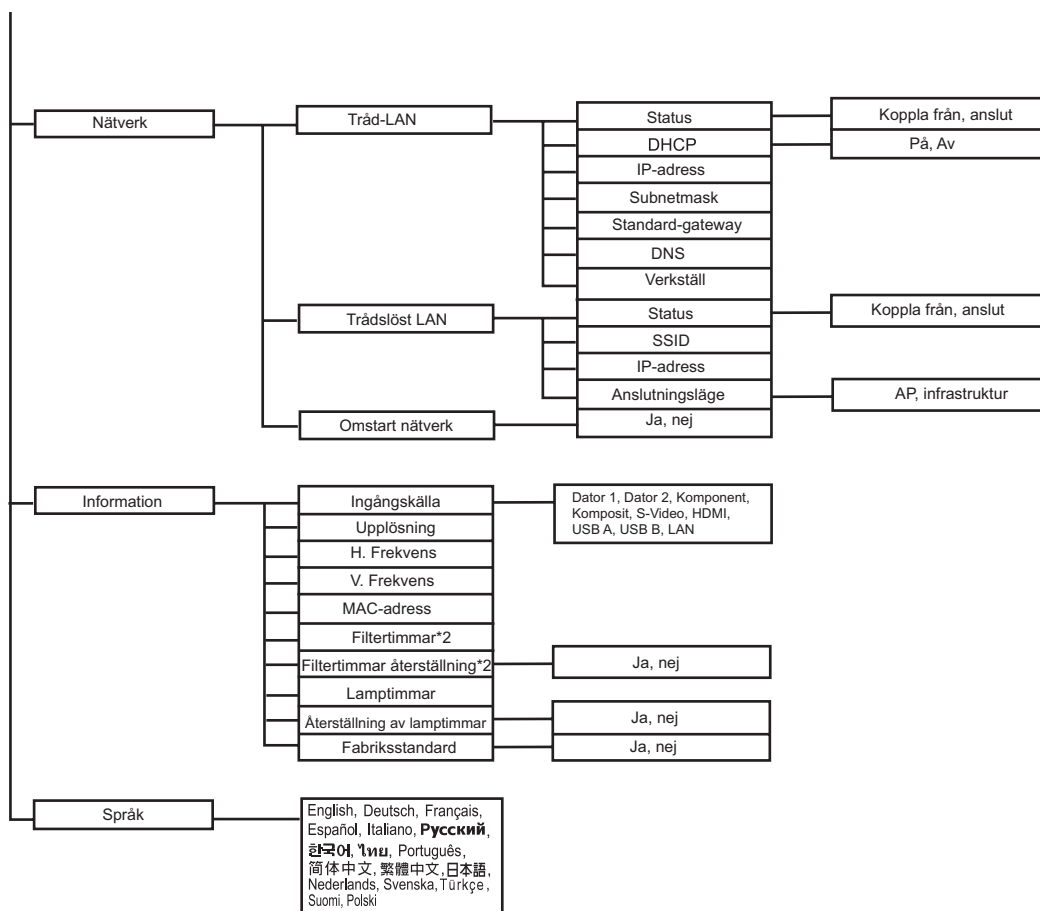 Nätverk
Tråd-LAN
Status
Koppla från, anslut
DHCP
På, Av
IP-adress
Subnetmask
Standard-gateway
DNS
Verkställ
Trådslöst LAN
Status
Koppla från, anslut
SSID
IP-adress
Anslutningsläge
AP, infrastruktur
Omstart nätverk
Ja, nej
Information
Ingångskälla
Dator 1, Dator 2, Komponent,
Komposit, S-Video, HDMI,
USB A, USB B, LAN
Upplösning
H. Frekvens
V. Frekvens
MAC-adress
Filtertimmar*2
Filtertimmar återställning*2
Ja, nej
Lamptimmar
Återställning av lamptimmar
Ja, nej
Fabriksstandard
Ja, nej
Språk
English, Deutsch, Français,
Español, Italiano, Русский,
한국어, ไทย, Português,
简体中文, 繁體中文, 日本語,
Nederlands, Svenska, Türkçe,
Suomi, Polski